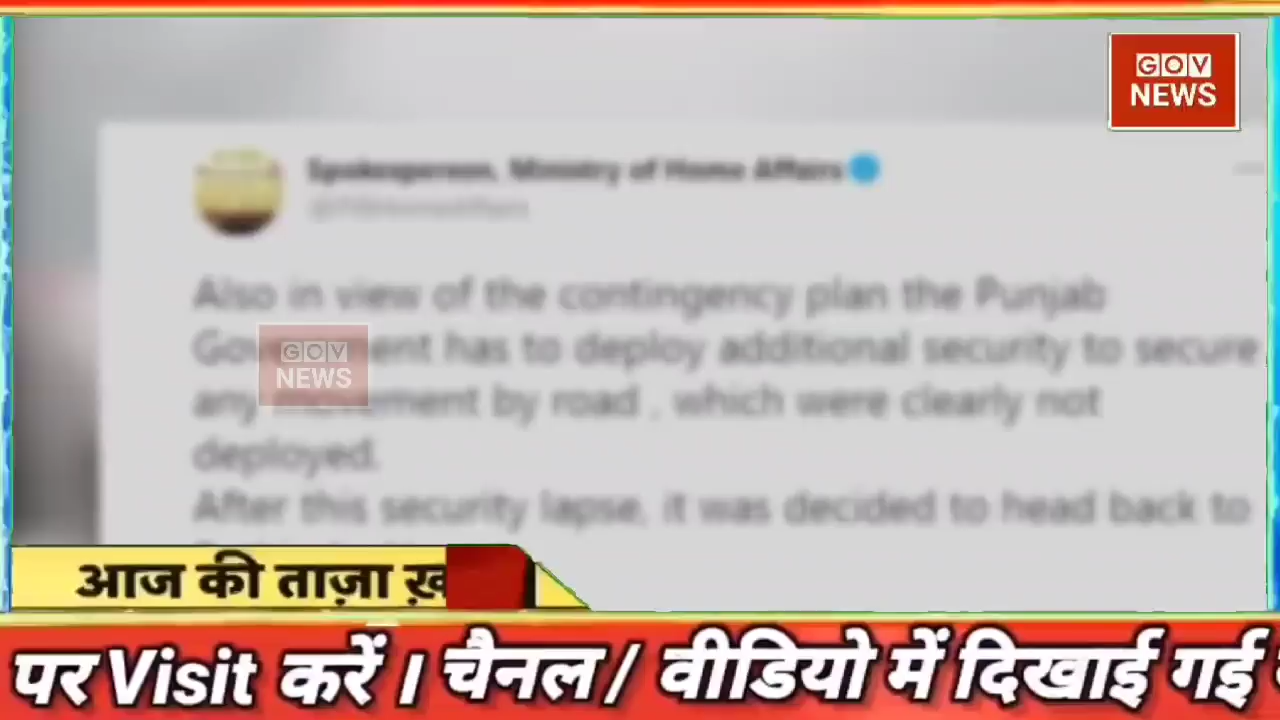 GOV
NEWS
Spokesperson, Ministry of Home Affairs
Also in view of the contingency plan the Punjab
has to deploy additional security to secure
any by road , which were clearly not
deployed.
After this security lapse, it was decided to head back to
GOV
NEWS
आज की ताज़ा ख़
पर Visit करें । चैनल / वीडियो में दिखाई गई